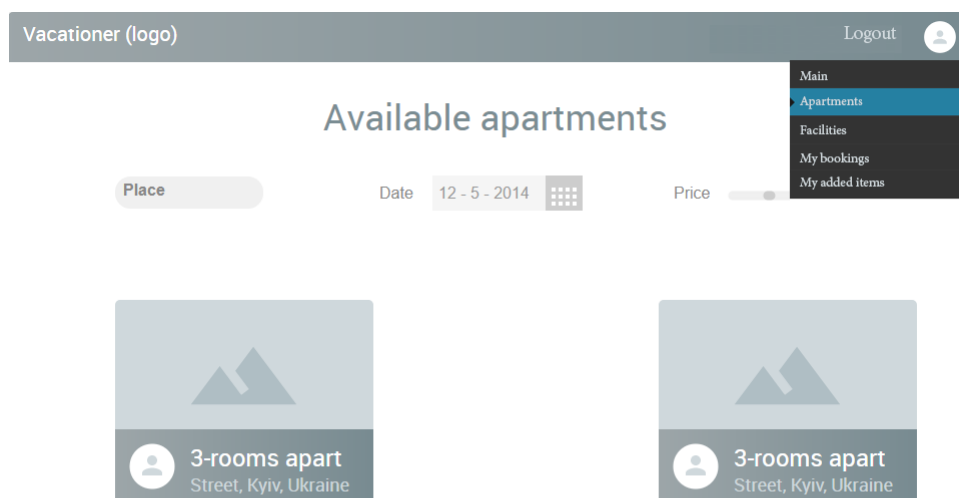 Vacationer (logo)
Logout
Main
Apartments
Facilities
My bookings
My added items
Available apartments
Place
Date
12 - 5 - 2014
Price
3-rooms apart
Street, Kyiv, Ukraine
3-rooms apart
Street, Kyiv, Ukraine